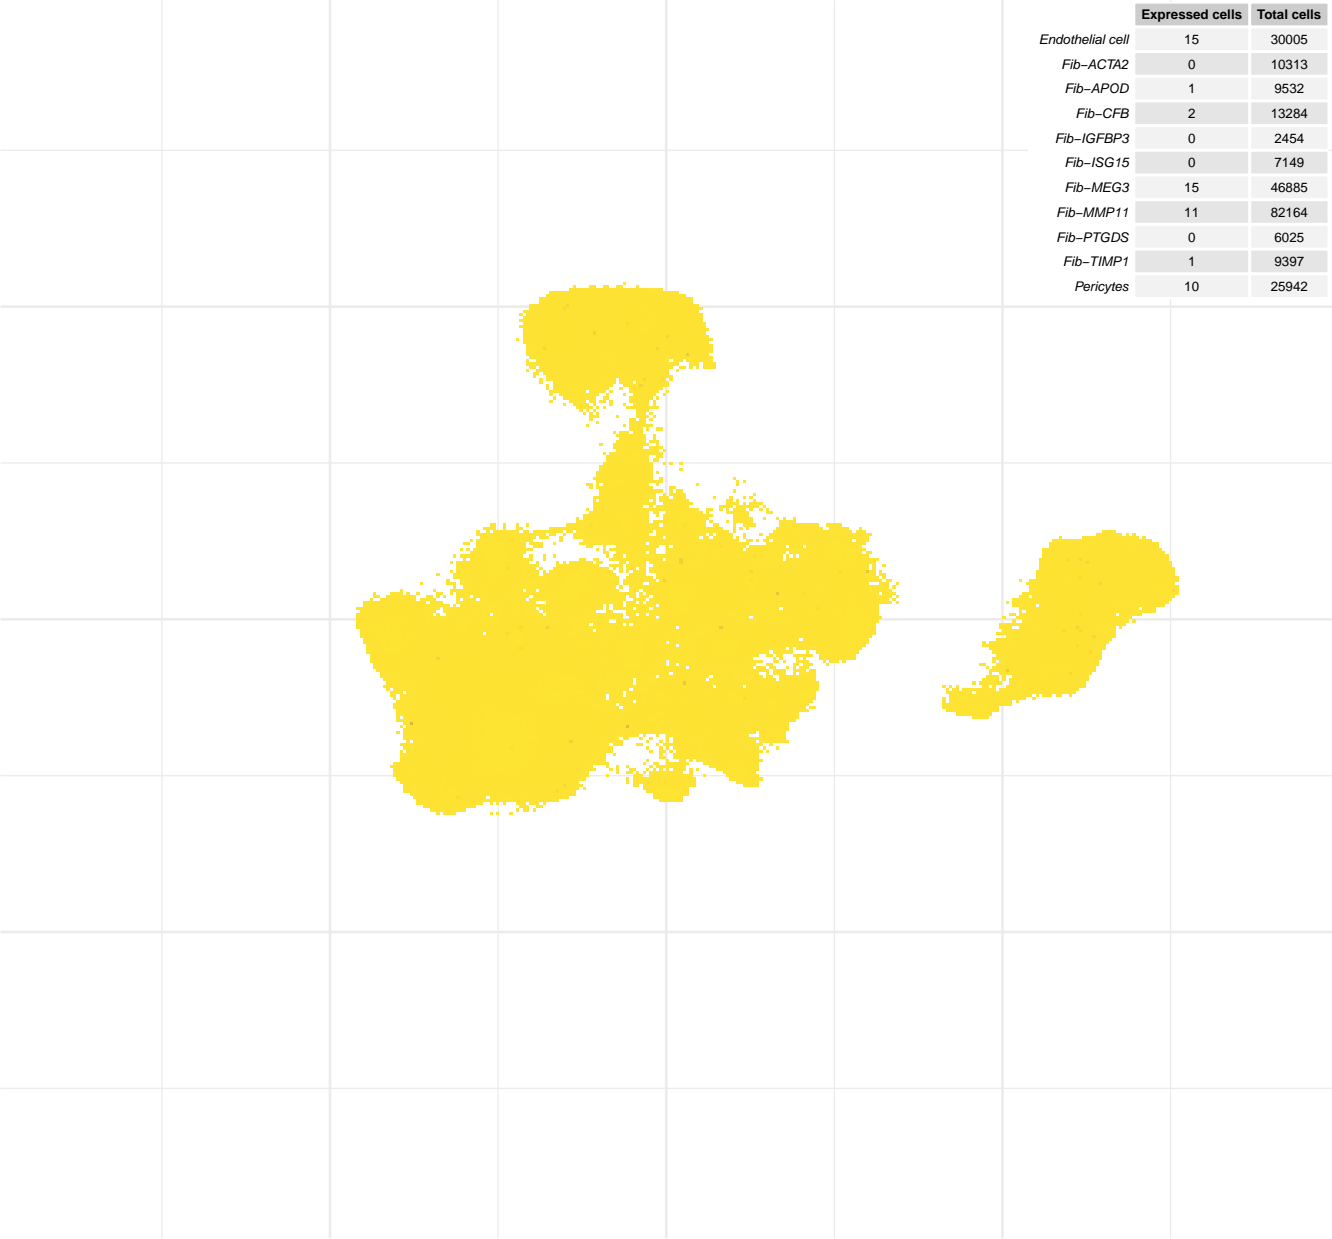 Expressed cells Total cells
Endothelial cell 15 30005
Fib−ACTA2 0 10313
Fib−APOD 1 9532
Fib−CFB 2 13284
Fib−IGFBP3 0 2454
Fib−ISG15 0 7149
Fib−MEG3 15 46885
Fib−MMP11 11 82164
Fib−PTGDS 0 6025
Fib−TIMP1 1 9397
Pericytes 10 25942